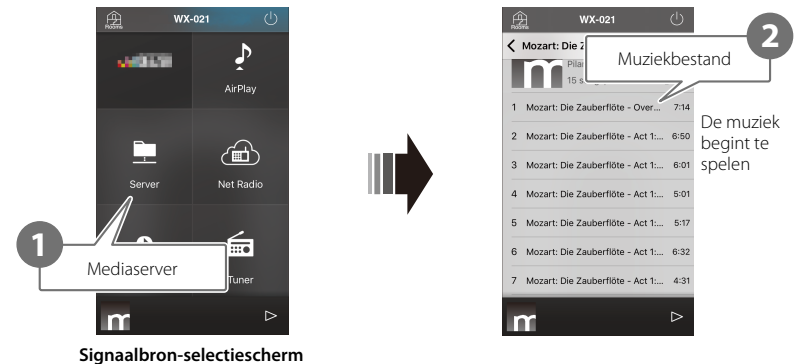 Rooms
WX-021
AirPlay
Server
Net Radio
1
Mediaserver
Tuner
m
Signaalbron-selectiescherm
Rooms
WX-021
2
Mozart: Die Z
Muziekbestand
m
15 s
1 Mozart: Die Zauberflöte - Over... 7:14
2 Mozart: Die Zauberflöte - Act 1:... 6:50
3 Mozart: Die Zauberflöte - Act 1:... 6:01
4 Mozart: Die Zauberflöte - Act 1:... 5:01
5 Mozart: Die Zauberflöte - Act 1:... 5:17
6 Mozart: Die Zauberflöte - Act 1:... 6:32
7 Mozart: Die Zauberflöte - Act 1:... 4:31
m
De muziek
begint te
spelen